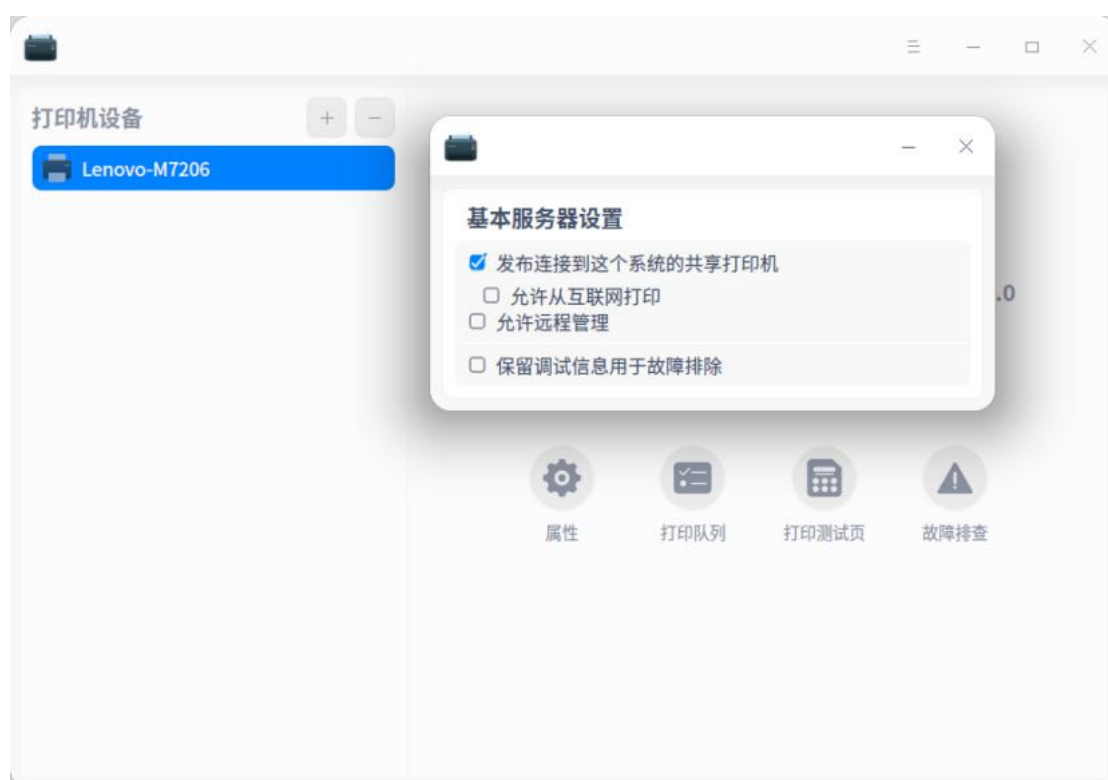 打印机设备
Lenovo-M7206
基本服务器设置
发布连接到这个系统的共享打印机
允许从互联网打印
允许远程管理
保留调试信息用于故障排除
.0
属性 打印队列 打印测试页 故障排查